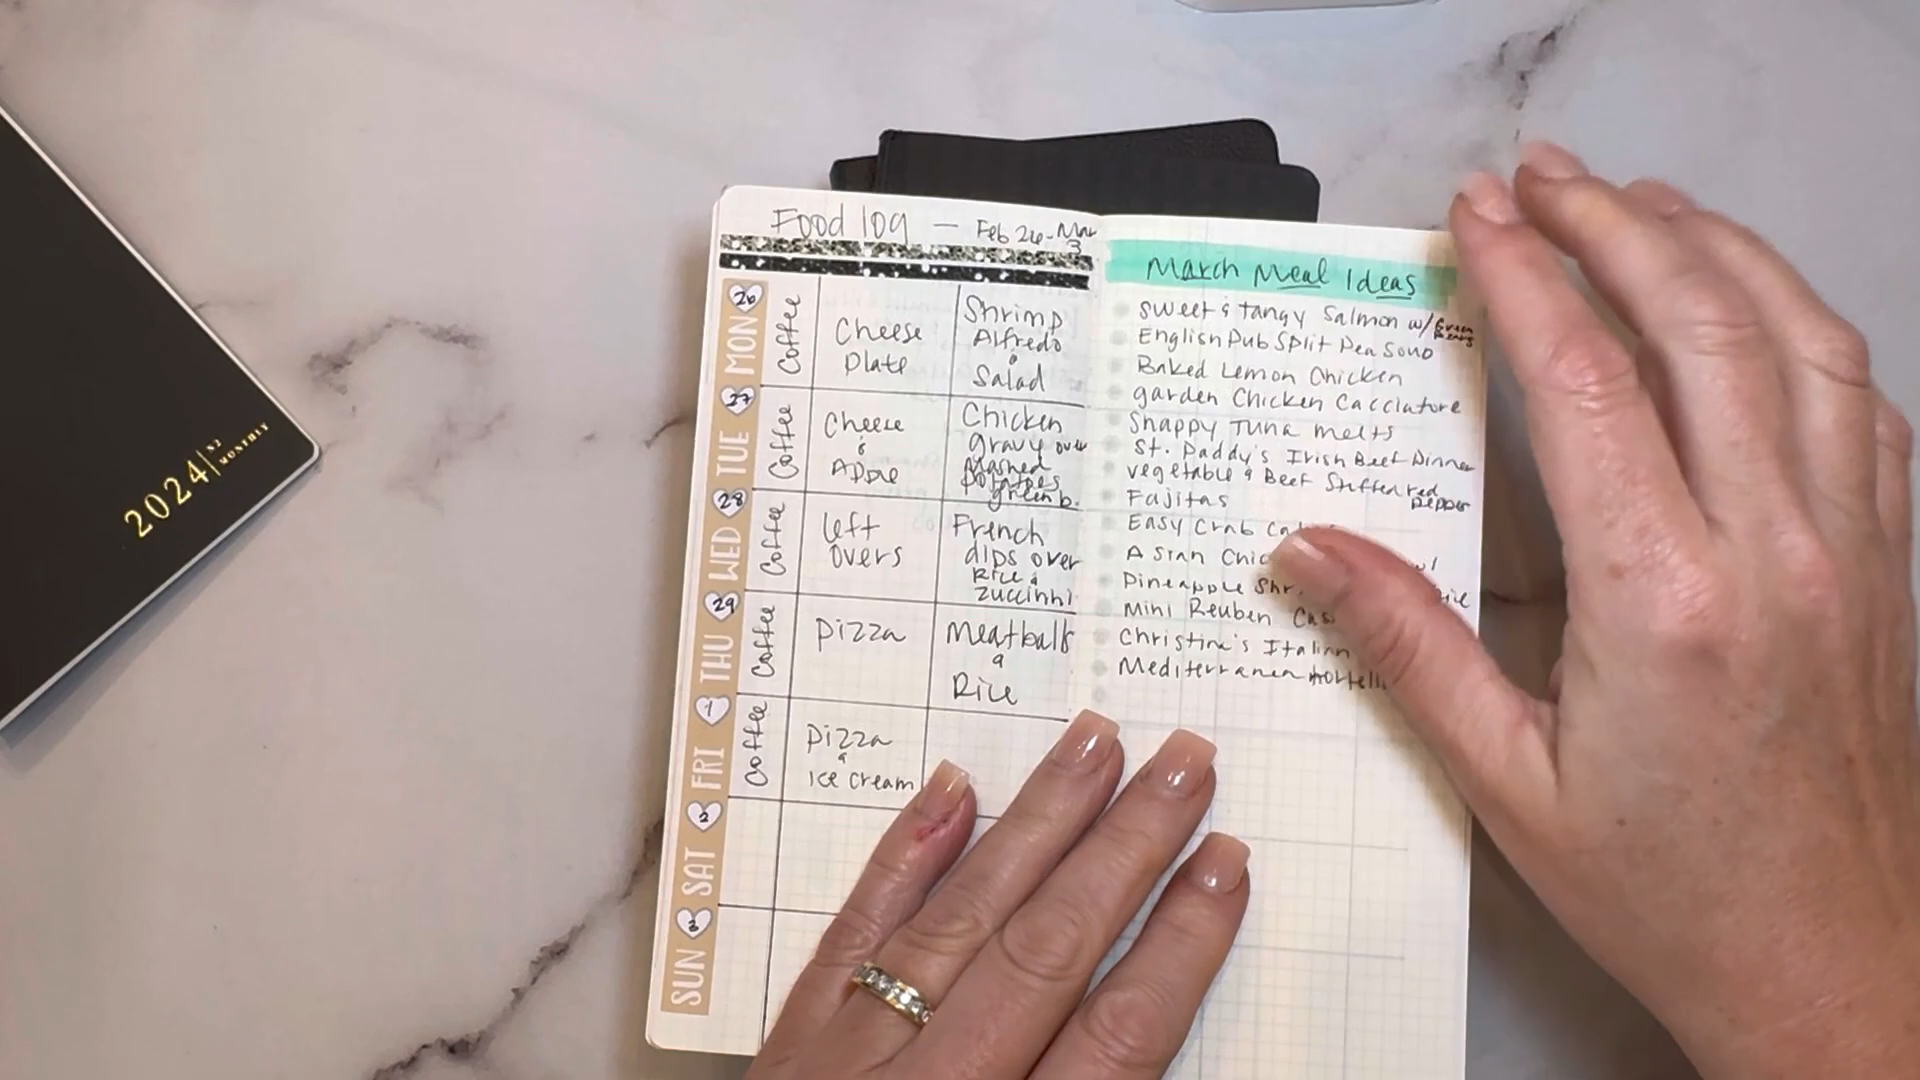 2024 | N2
MONTHLY
Food log — Feb 26-Mar
3
MON 26
Coffee
Cheese
Plate
Shrimp
Alfredo
&
Salad
TUE 27
Coffee
Cheese
&
Apple
Chicken
gravy over
Mashed
potatoes
green b.
WED 28
Coffee
left
overs
French
dips over
Rice &
zuccinni
THU 29
Coffee
Pizza
Meatballs
&
Rice
FRI 1
Coffee
Pizza
&
Ice Cream
SAT 2
SUN 3
March Meal Ideas
Sweet & Tangy Salmon w/ Green
Beans
English Pub Split Pea Soup
Baked Lemon Chicken
garden Chicken Cacciatore
Snappy Tuna Melts
St. Paddy's Irish Beef Dinner
Vegetable & Beef Stuffed red
Pepper
Fajitas
Easy Crab
Asian w/
Pineapple
Mini Reuben
Christine's Italian
Mediterranean